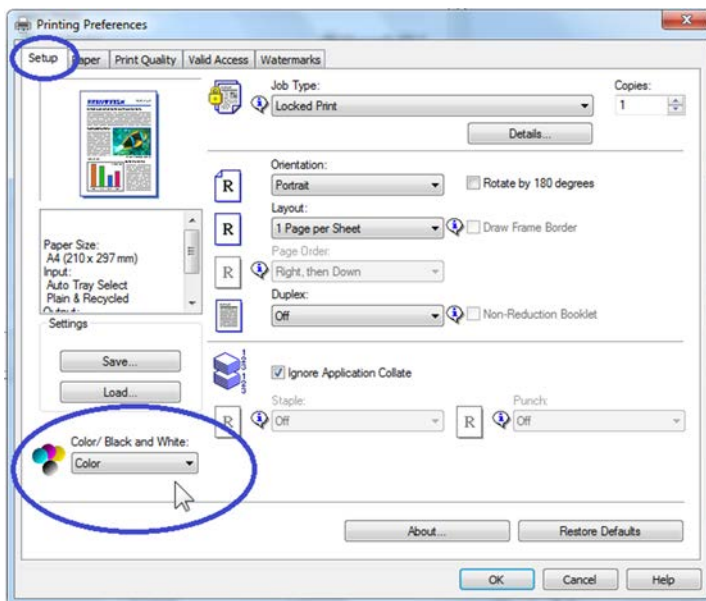 Printing Preferences
Setup Paper Print Quality Valid Access Watermarks
Job Type:
Locked Print
Copies:
1
Details...
Orientation:
Portrait
Rotate by 180 degrees
Layout:
1 Page per Sheet
Draw Frame Border
Page Order:
Right, then Down
Duplex:
Off
Non-Reduction Booklet
Paper Size:
A4 (210 x 297 mm)
Input:
Auto Tray Select
Plain & Recycled
Settings
Save...
Load...
Ignore Application Collate
Staple:
Off
Punch:
Off
Color/ Black and White:
Color
About...
Restore Defaults
OK Cancel Help